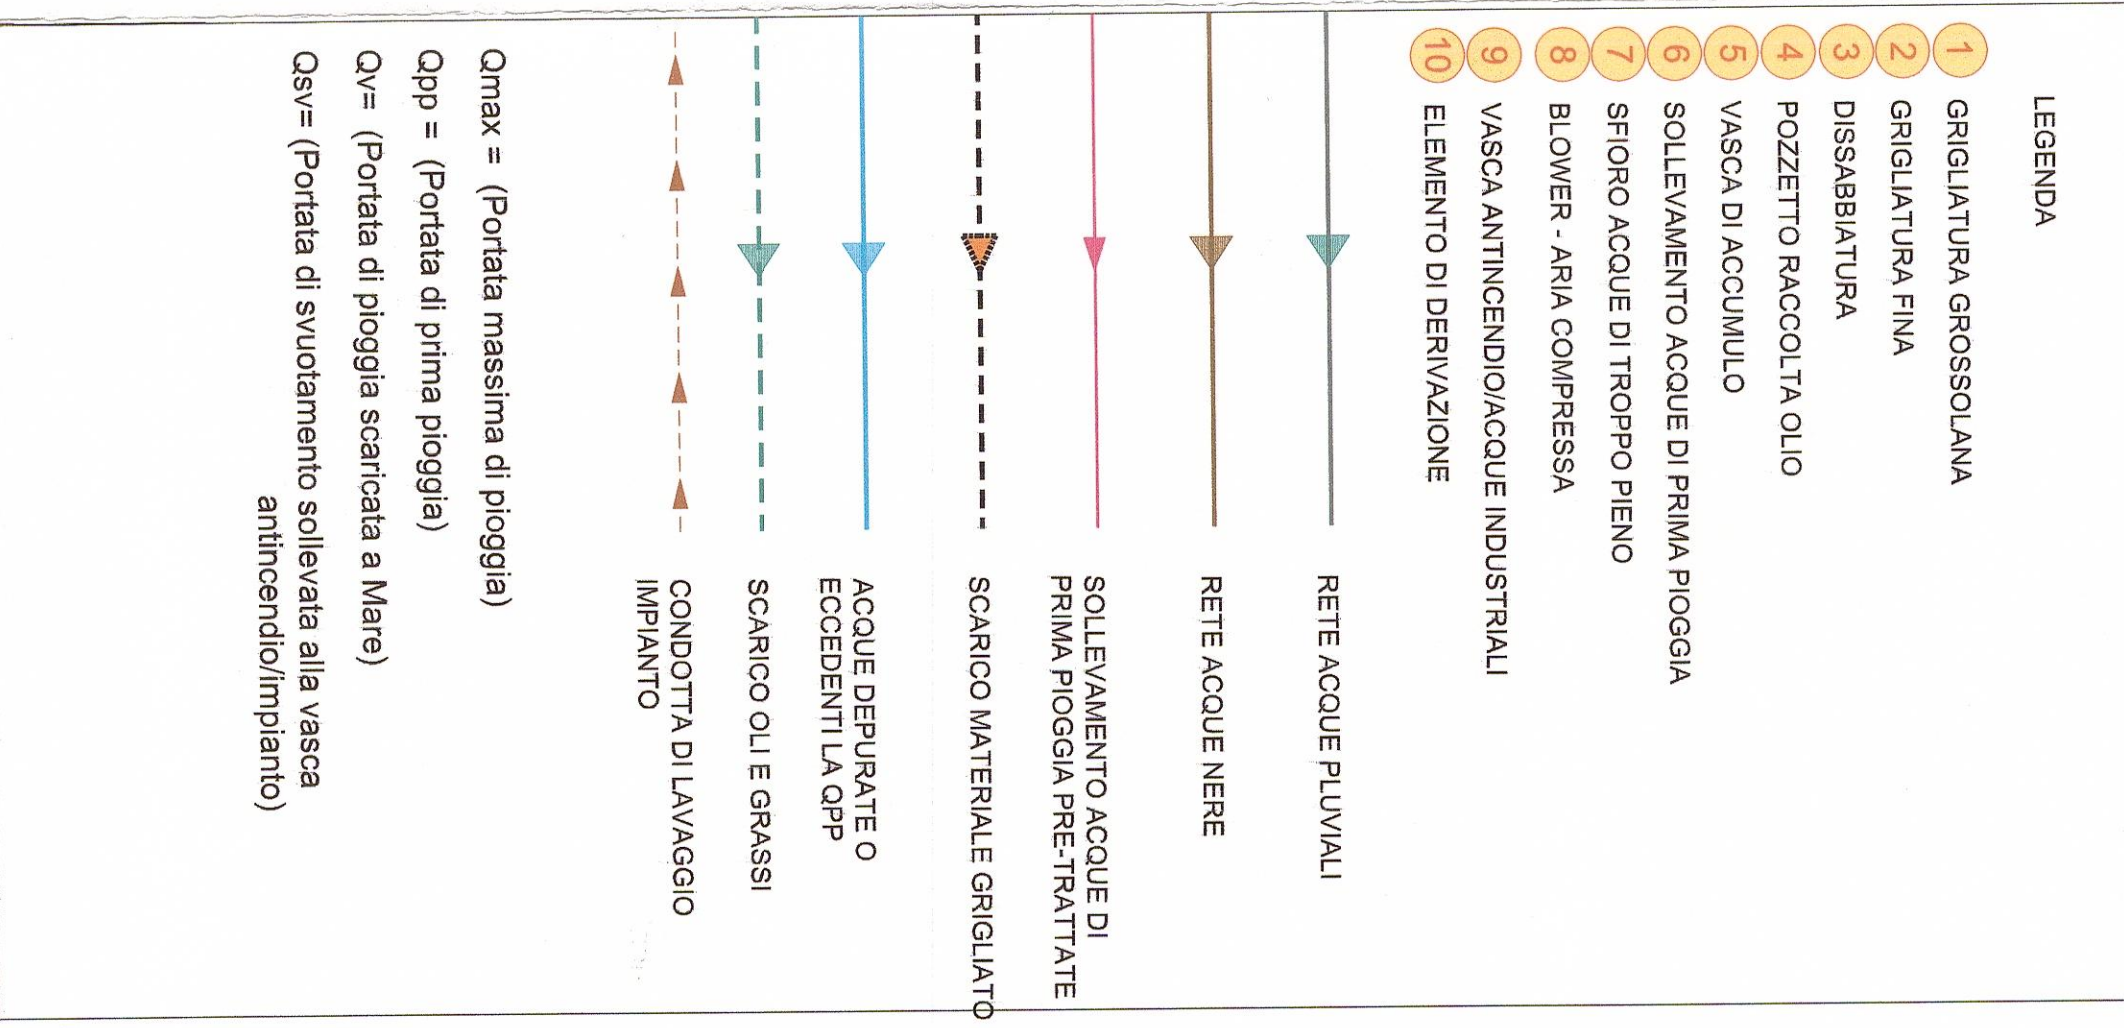 LEGENDA
1 GRIGLIATURA GROSSOLANA
2 GRIGLIATURA FINA
3 DISSABBIATURA
4 POZZETTO RACCOLTA OLIO
5 VASCA DI ACCUMULO
6 SOLLEVAMENTO ACQUE DI PRIMA PIOGGIA
7 SFIORO ACQUE DI TROPPO PIENO
8 BLOWER - ARIA COMPRESSA
9 VASCA ANTINCENDIO/ACQUE INDUSTRIALI
10 ELEMENTO DI DERIVAZIONE
RETE ACQUE PLUVIALI
RETE ACQUE NERE
SOLLEVAMENTO ACQUE DI
PRIMA PIOGGIA PRE-TRATTATE
SCARICO MATERIALE GRIGLIATO
ACQUE DEPURATE O
ECCEDENTI LA QPP
SCARICO OLI E GRASSI
CONDOTTA DI LAVAGGIO
IMPIANTO
Qmax = (Portata massima di pioggia)
Qpp = (Portata di prima pioggia)
Qv= (Portata di pioggia scaricata a Mare)
Qsv= (Portata di svuotamento sollevata alla vasca
antincendio/impianto)